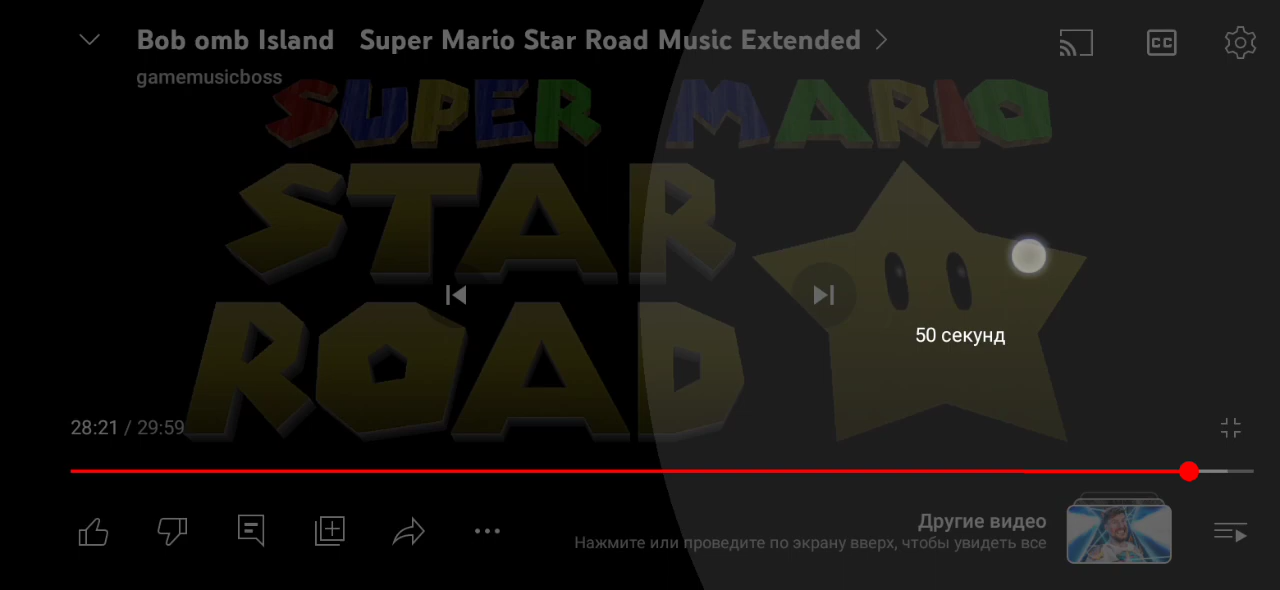 Bob omb Island Super Mario Star Road Music Extended
gamemusicboss
CC
SUPER MARIO
STAR
ROAD
50 секунд
28:21 / 29:59
Другие видео
Нажмите или проведите по экрану вверх, чтобы увидеть все